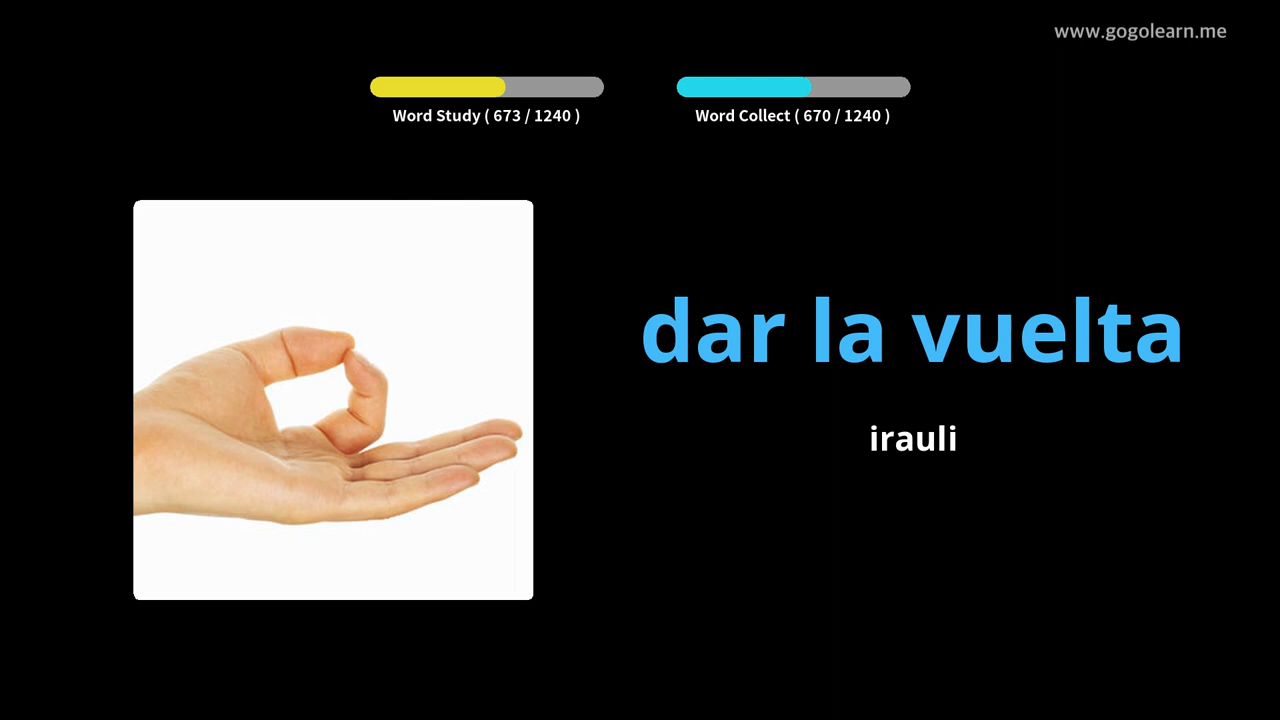 www.gogolearn.me
Word Study ( 673 / 1240 )
Word Collect ( 670 / 1240 )
dar la vuelta
irauli